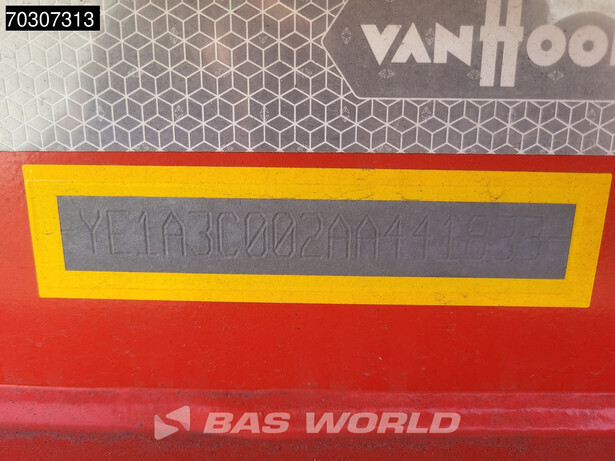 70307313
VANHOOL
-YE1A3C002AA441833-
BAS WORLD